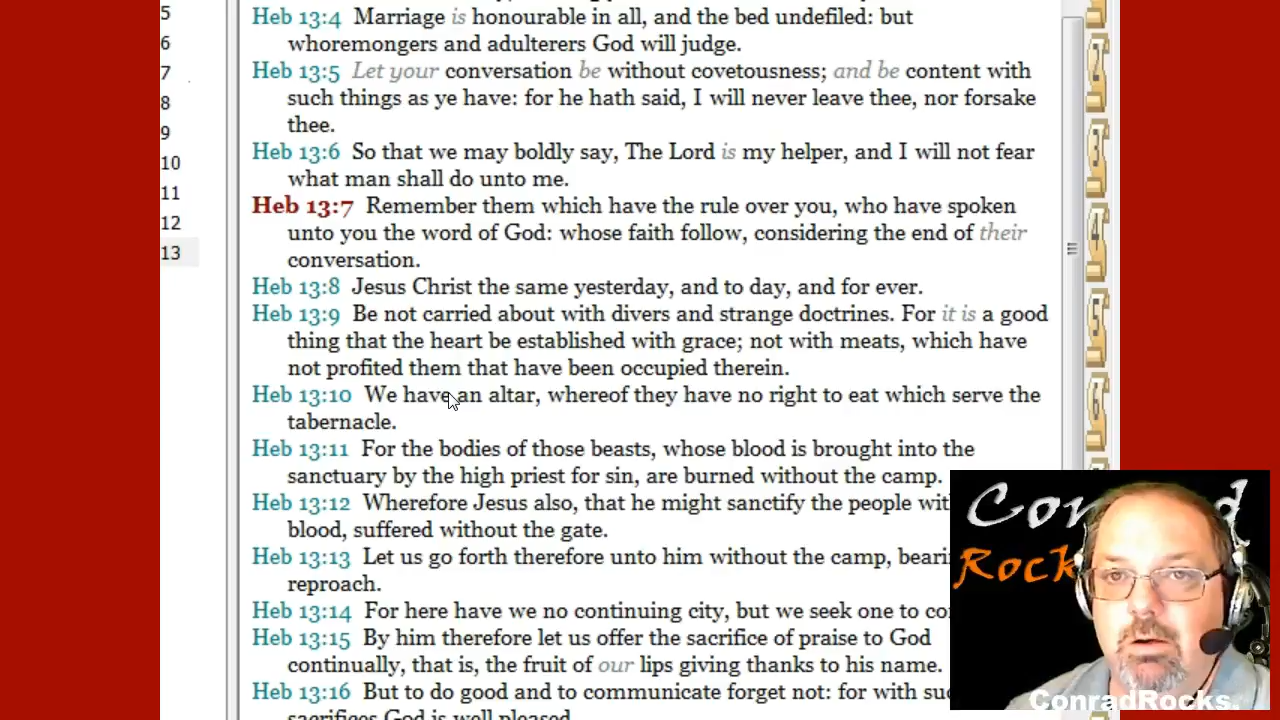 5
6
7
8
9
10
11
12
13
Heb 13:4 Marriage is honourable in all, and the bed undefiled: but
whoremongers and adulterers God will judge.
Heb 13:5 Let your conversation be without covetousness; and be content with
such things as ye have: for he hath said, I will never leave thee, nor forsake
thee.
Heb 13:6 So that we may boldly say, The Lord is my helper, and I will not fear
what man shall do unto me.
Heb 13:7 Remember them which have the rule over you, who have spoken
unto you the word of God: whose faith follow, considering the end of their
conversation.
Heb 13:8 Jesus Christ the same yesterday, and to day, and for ever.
Heb 13:9 Be not carried about with divers and strange doctrines. For it is a good
thing that the heart be established with grace; not with meats, which have
not profited them that have been occupied therein.
Heb 13:10 We have an altar, whereof they have no right to eat which serve the
tabernacle.
Heb 13:11 For the bodies of those beasts, whose blood is brought into the
sanctuary by the high priest for sin, are burned without the camp.
Heb 13:12 Wherefore Jesus also, that he might sanctify the people
blood, suffered without the gate.
Heb 13:13 Let us go forth therefore unto him without the camp,
reproach.
Heb 13:14 For here have we no continuing city, but we seek one to
Heb 13:15 By him therefore let us offer the sacrifice of praise to God
continually, that is, the fruit of our lips giving thanks to his name.
Heb 13:16 But to do good and to communicate forget not: for with
sacrifices God is well pleased
2
3
4
5
6
Rock
ConradRocks.